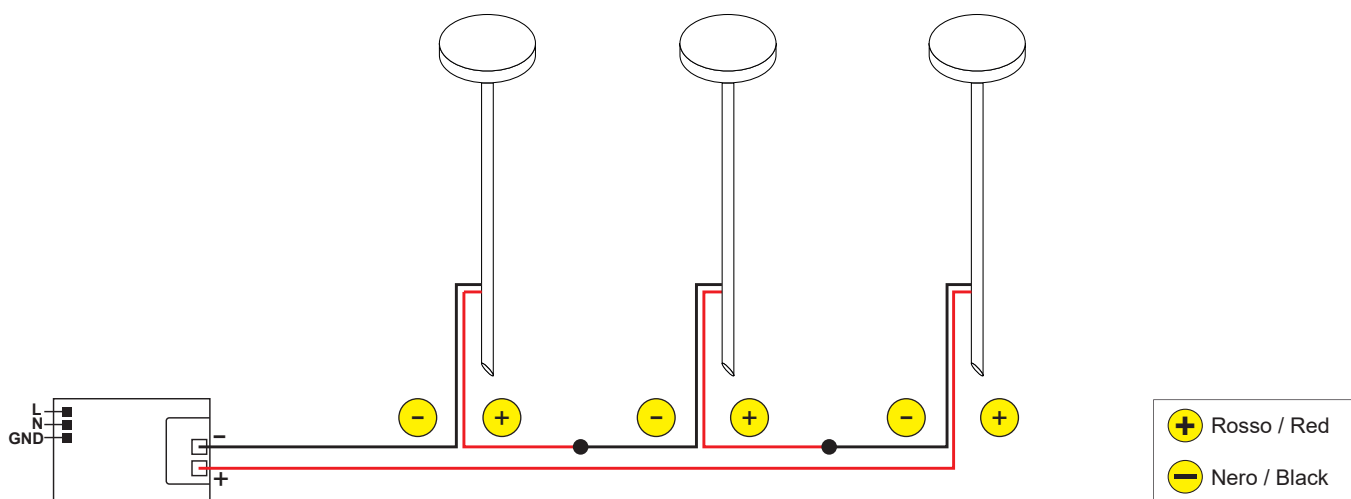 L
N
GND
−
+
− + − + − +
+ Rosso / Red
− Nero / Black